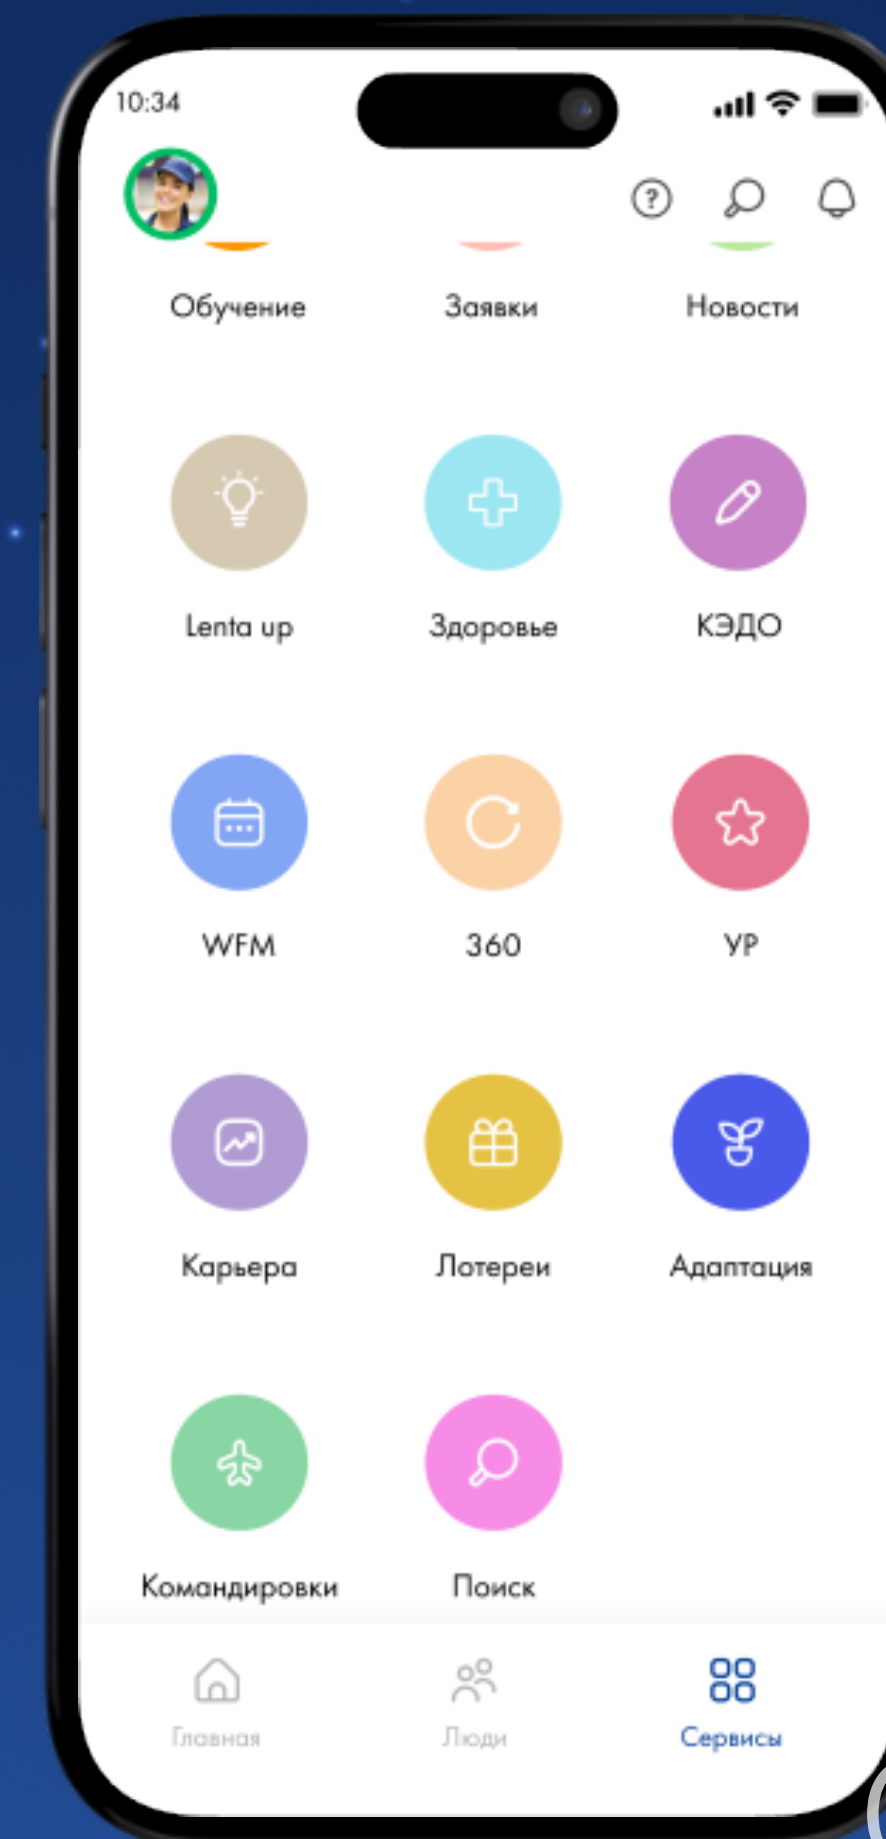 10:34
Обучение Заявки Новости
Lenta up Здоровье КЭДО
WFM 360 УР
Карьера Лотереи Адаптация
Командировки Поиск
Главная Люди Сервисы